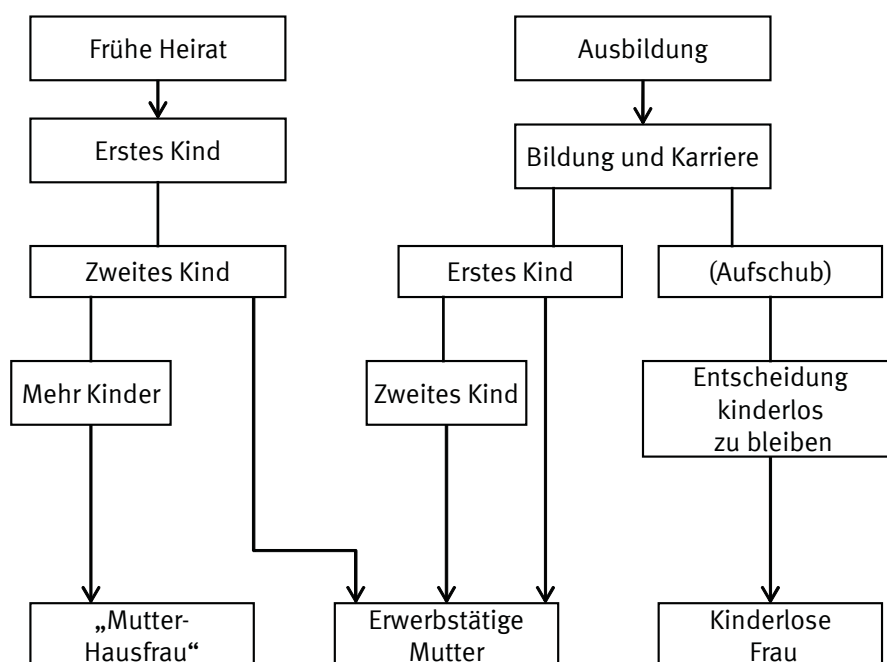 Frühe Heirat
Ausbildung
Erstes Kind
Bildung und Karriere
Zweites Kind
Erstes Kind
(Aufschub)
Mehr Kinder
Zweites Kind
Entscheidung
kinderlos
zu bleiben
„Mutter-
Hausfrau“
Erwerbstätige
Mutter
Kinderlose
Frau